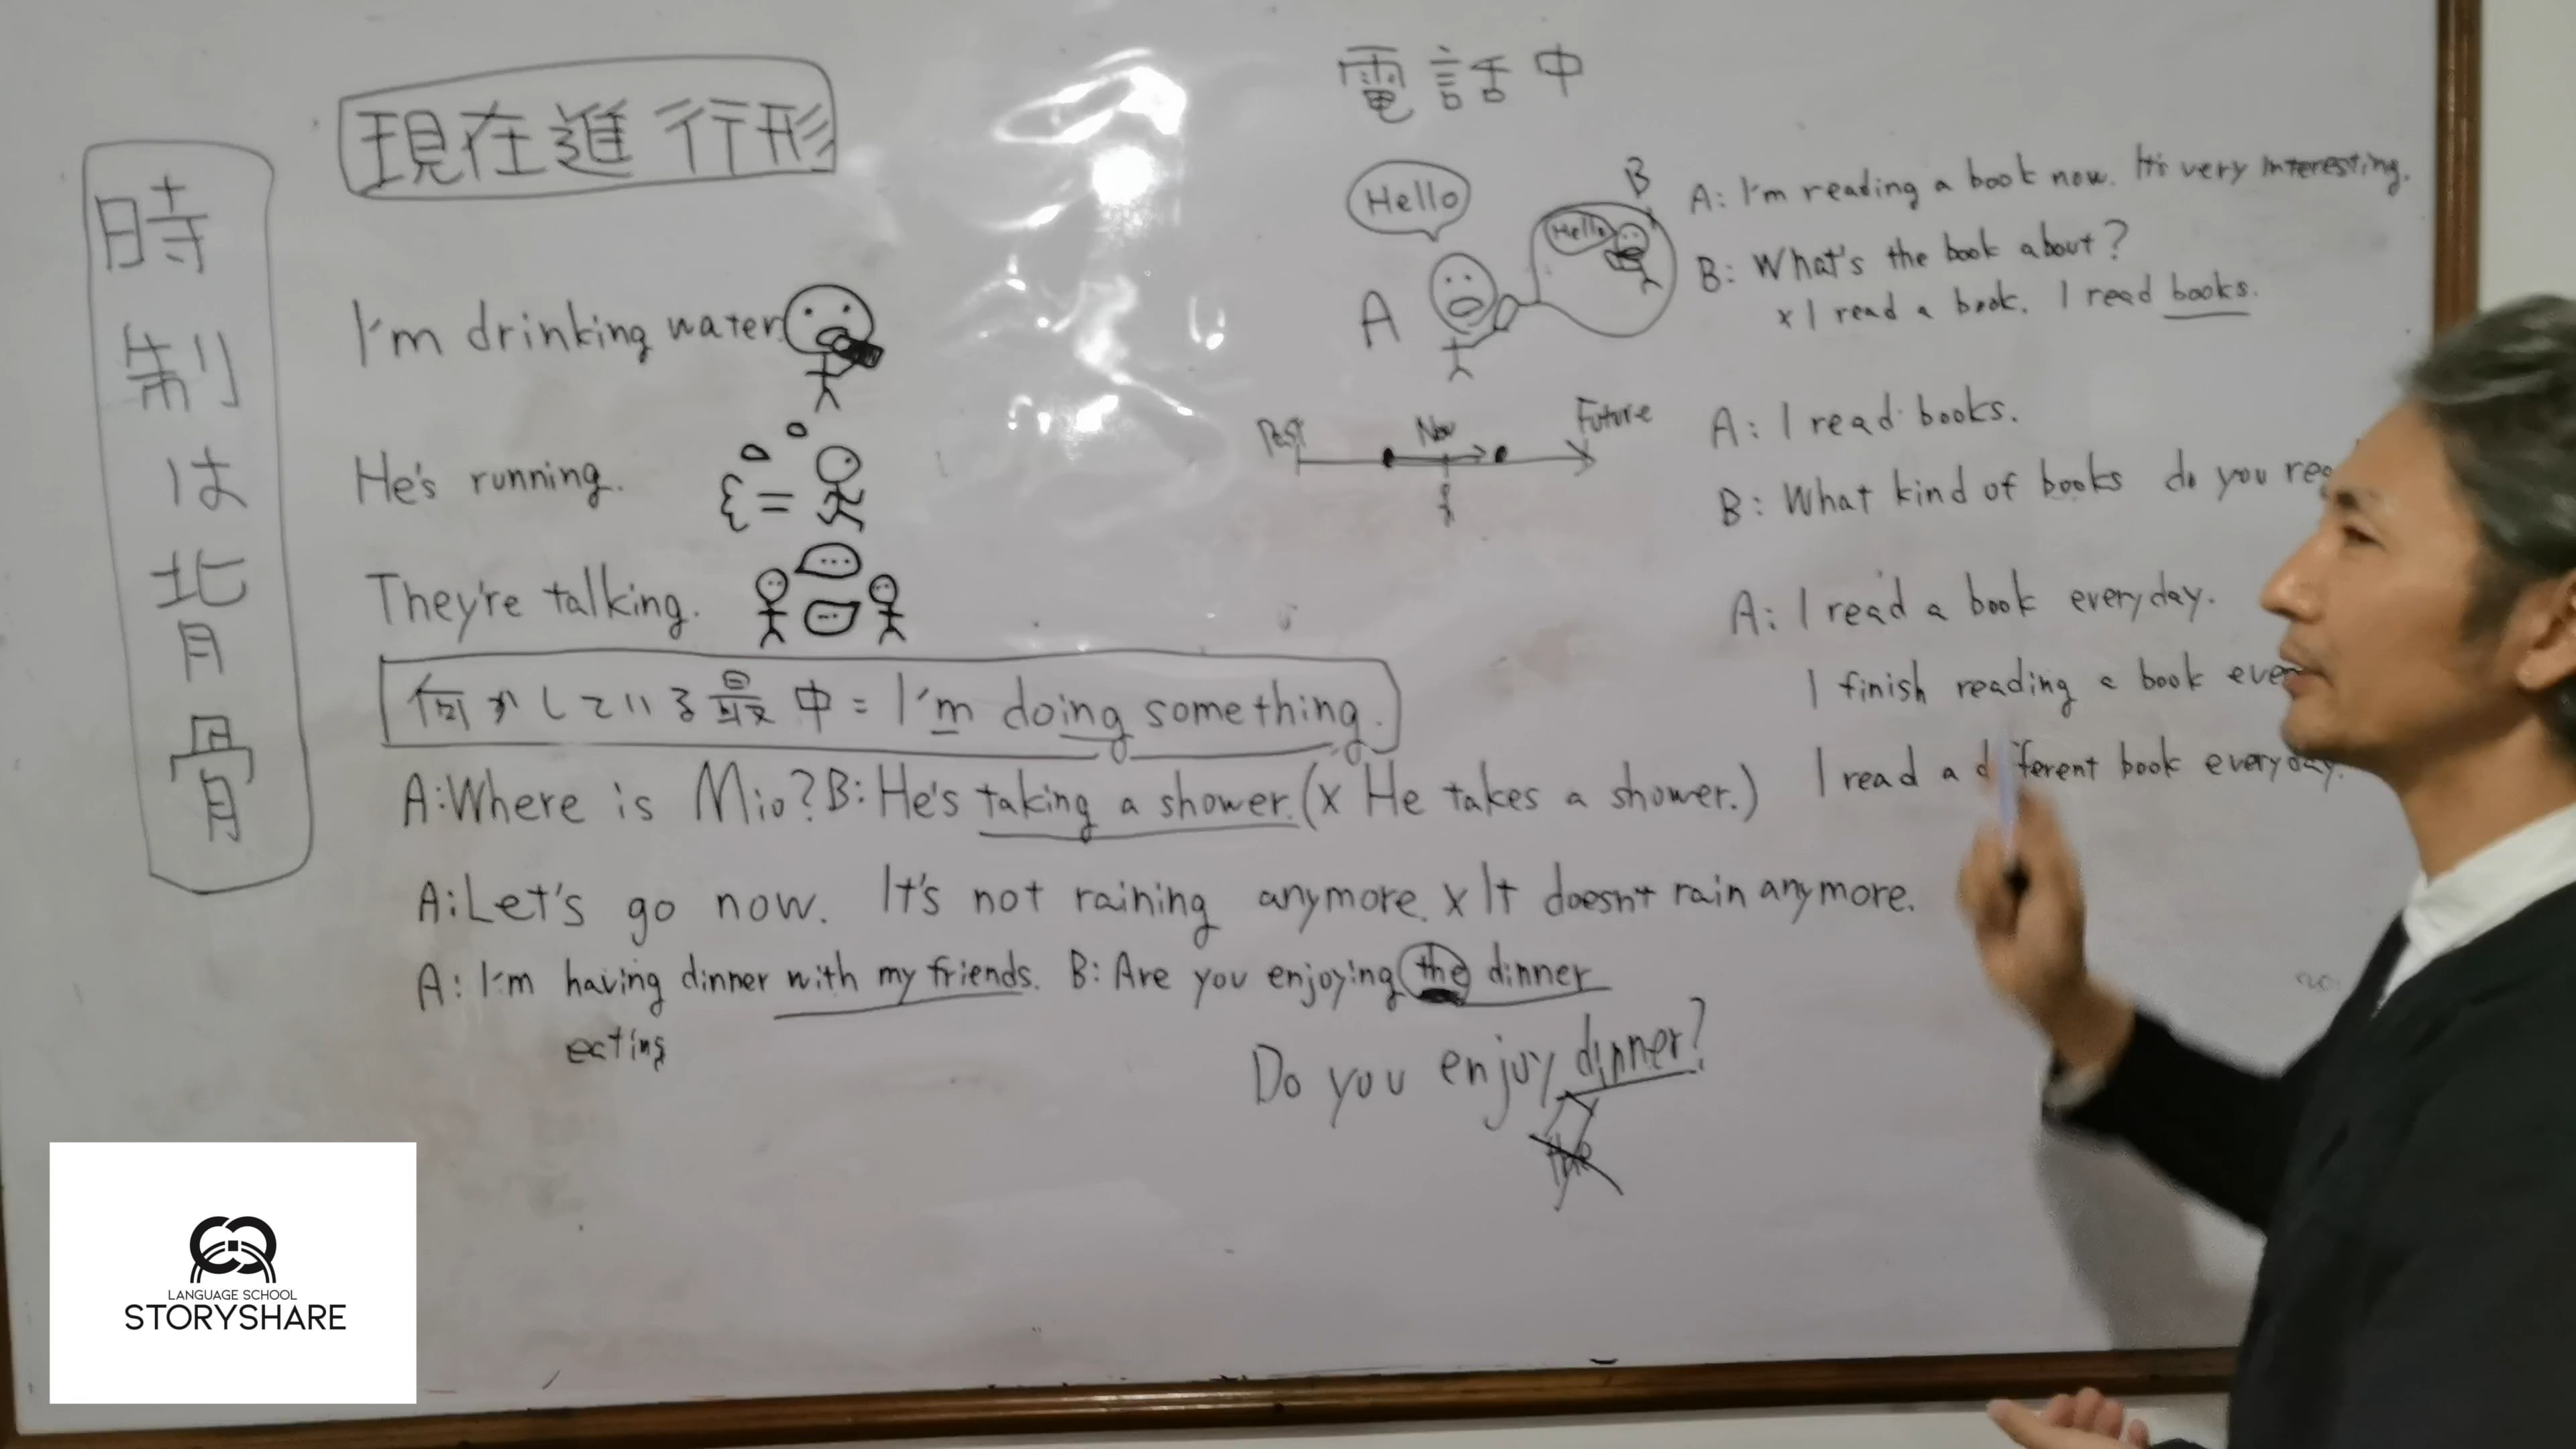 時制は背骨
現在進行形
I'm drinking water.
He's running.
They're talking.
何かしている最中 = I'm doing something.
A: Where is Mio? B: He's taking a shower. (x He takes a shower.)
A: Let's go now. It's not raining anymore. x It doesn't rain anymore.
A: I'm having dinner with my friends. B: Are you enjoying the dinner
eating
Do you enjoy dinner?
the
電話中
Hello
Hello
A
B
Past Now Future
A: I'm reading a book now. It's very interesting.
B: What's the book about?
x I read a book. I read books.
A: I read books.
B: What kind of books do you
A: I read a book everyday.
I finish reading a book
I read a different book everyday.
LANGUAGE SCHOOL
STORYSHARE